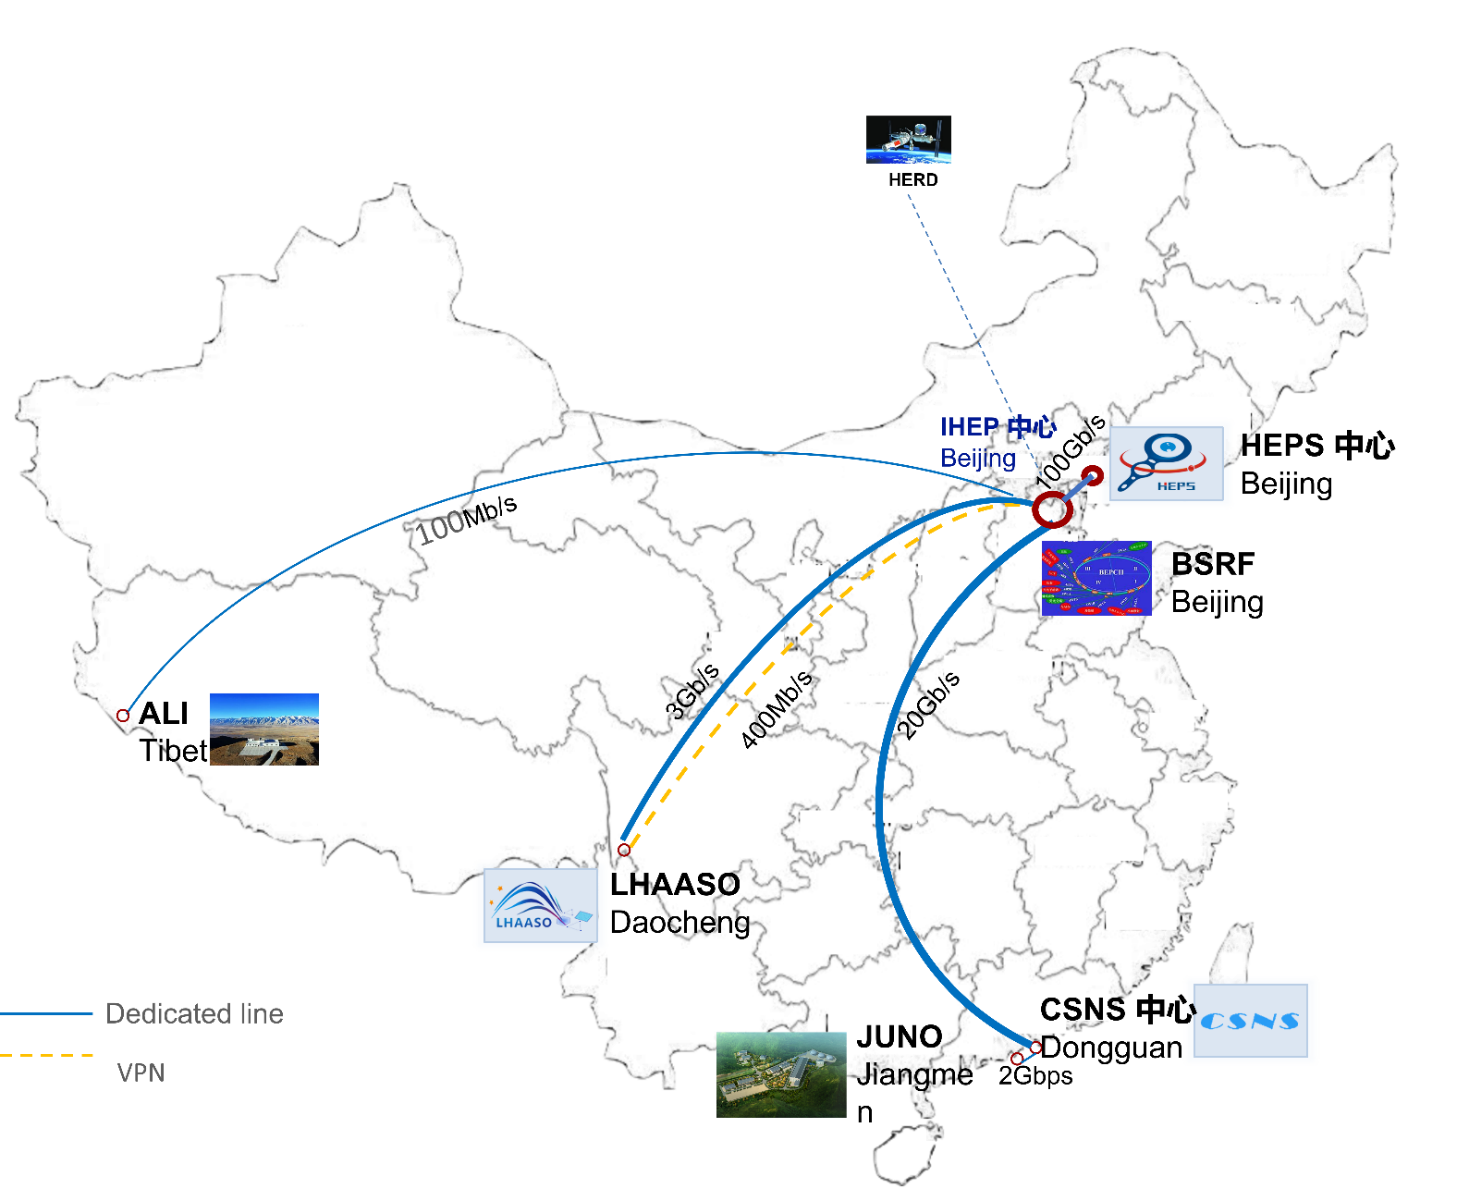 HERD
IHEP 中心
Beijing
100Gb/s
HEPS
HEPS 中心
Beijing
100Mb/s
BEPCII
BSRF
Beijing
3Gb/s
400Mb/s
20Gb/s
ALI
Tibet
LHAASO
LHAASO
Daocheng
Dedicated line
VPN
CSNS 中心
Dongguan
CSNS
JUNO
Jiangme
n
2Gbps